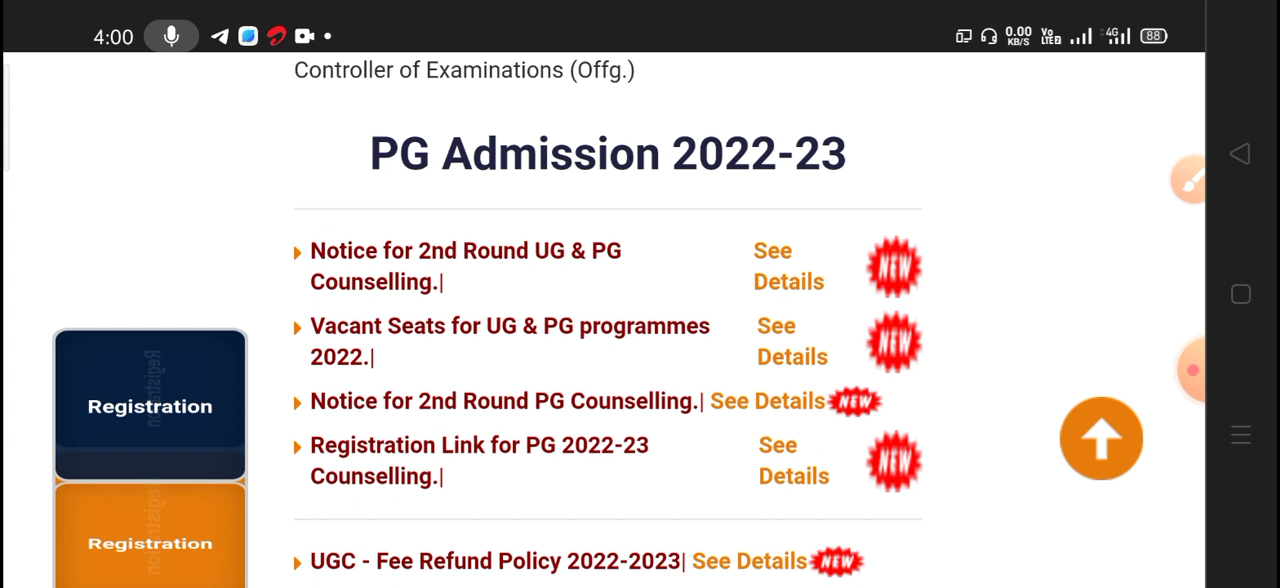 4:00
0.00
KB/S
Vo
LTE2
4G
88
Controller of Examinations (Offg.)
PG Admission 2022-23
Notice for 2nd Round UG & PG
Counselling.|
See
Details
NEW
Vacant Seats for UG & PG programmes
2022.|
See
Details
NEW
Notice for 2nd Round PG Counselling.| See Details NEW
Registration Link for PG 2022-23
Counselling.|
See
Details
NEW
UGC - Fee Refund Policy 2022-2023| See Details NEW
Registration
Registration
Registration
Registration